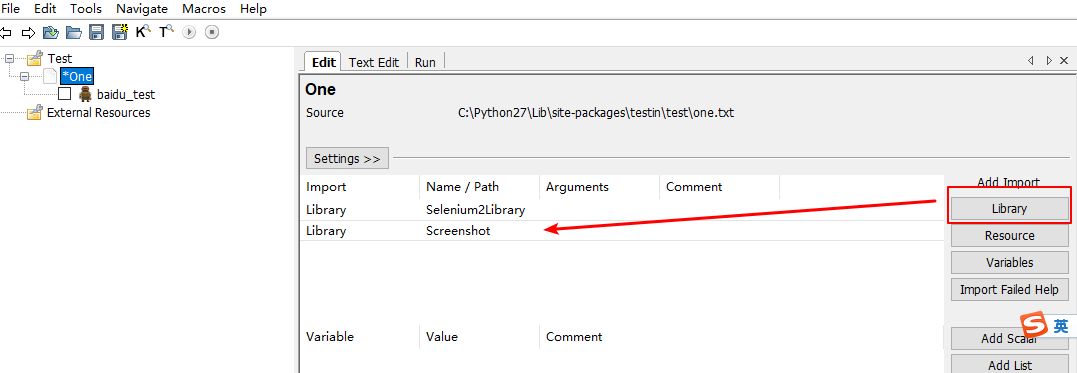 File Edit Tools Navigate Macros Help
K T
Test
*One
baidu_test
External Resources
Edit Text Edit Run
One
Source C:\Python27\Lib\site-packages\testin\test\one.txt
Settings >>
Import Name / Path Arguments Comment
Library Selenium2Library
Library Screenshot
Add Import
Library
Resource
Variables
Import Failed Help
Variable Value Comment
S 英
Add Scalar
Add List